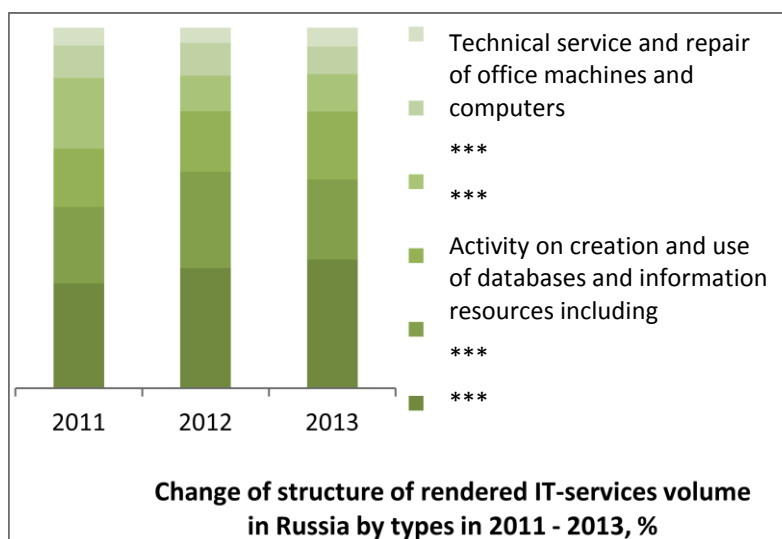 Technical service and repair
of office machines and
computers
***
***
Activity on creation and use
of databases and information
resources including
***
***
2011 2012 2013
Change of structure of rendered IT-services volume
in Russia by types in 2011 - 2013, %